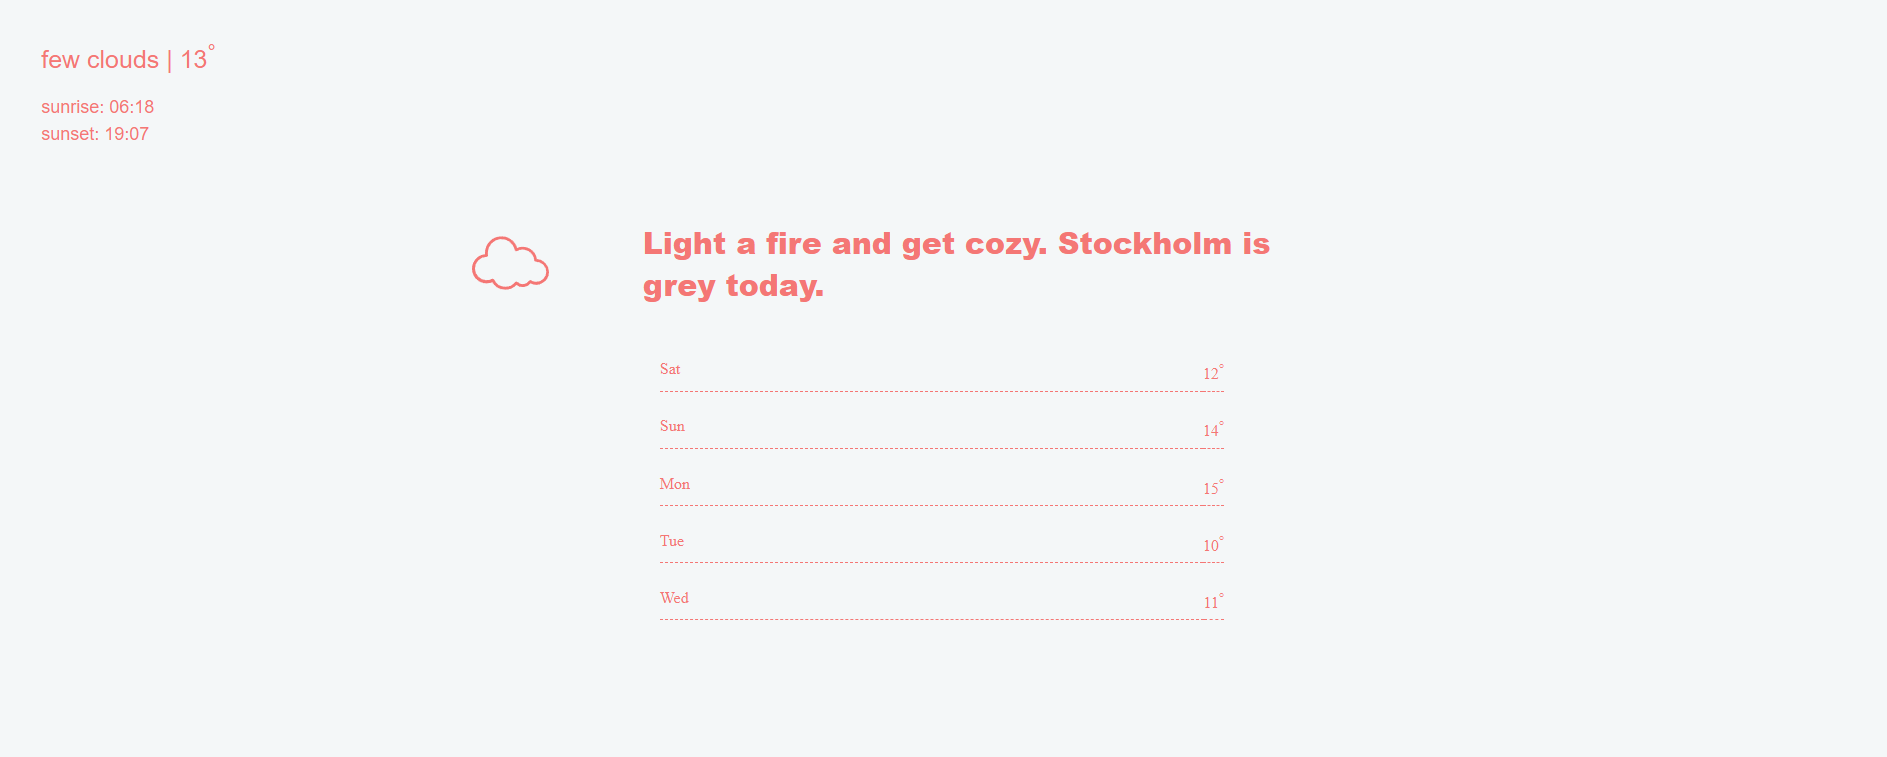 few clouds | 13°
sunrise: 06:18
sunset: 19:07
Light a fire and get cozy. Stockholm is
grey today.
Sat 12°
Sun 14°
Mon 15°
Tue 10°
Wed 11°